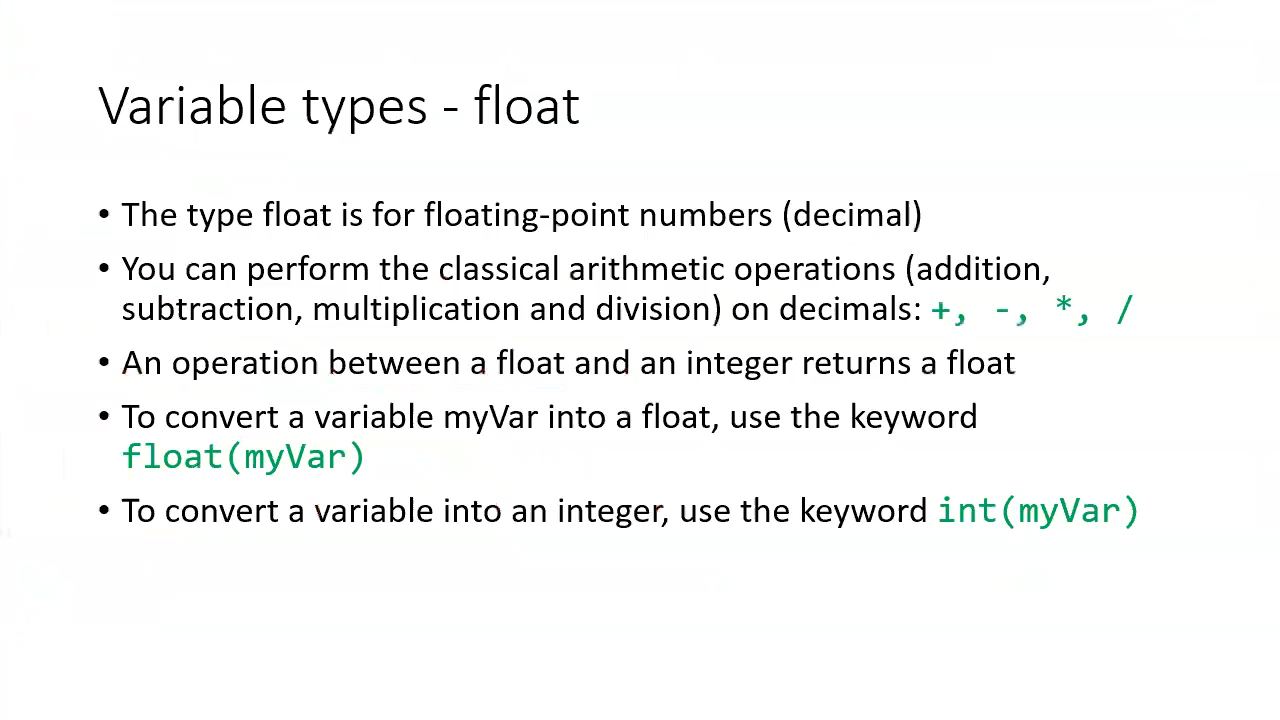 Variable types - float
• The type float is for floating-point numbers (decimal)
• You can perform the classical arithmetic operations (addition,
subtraction, multiplication and division) on decimals: +, -, *, /
• An operation between a float and an integer returns a float
• To convert a variable myVar into a float, use the keyword
float(myVar)
• To convert a variable into an integer, use the keyword int(myVar)